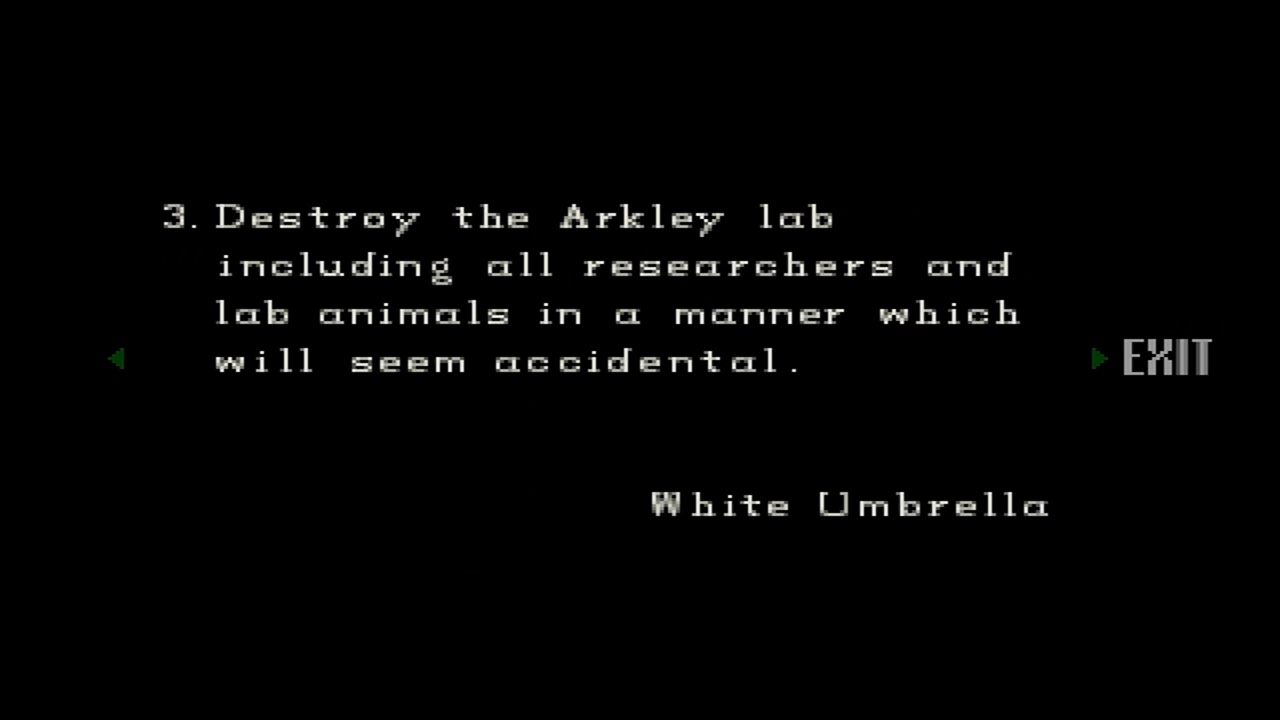 3. Destroy the Arkley lab
including all researchers and
lab animals in a manner which
will seem accidental.
EXIT
White Umbrella